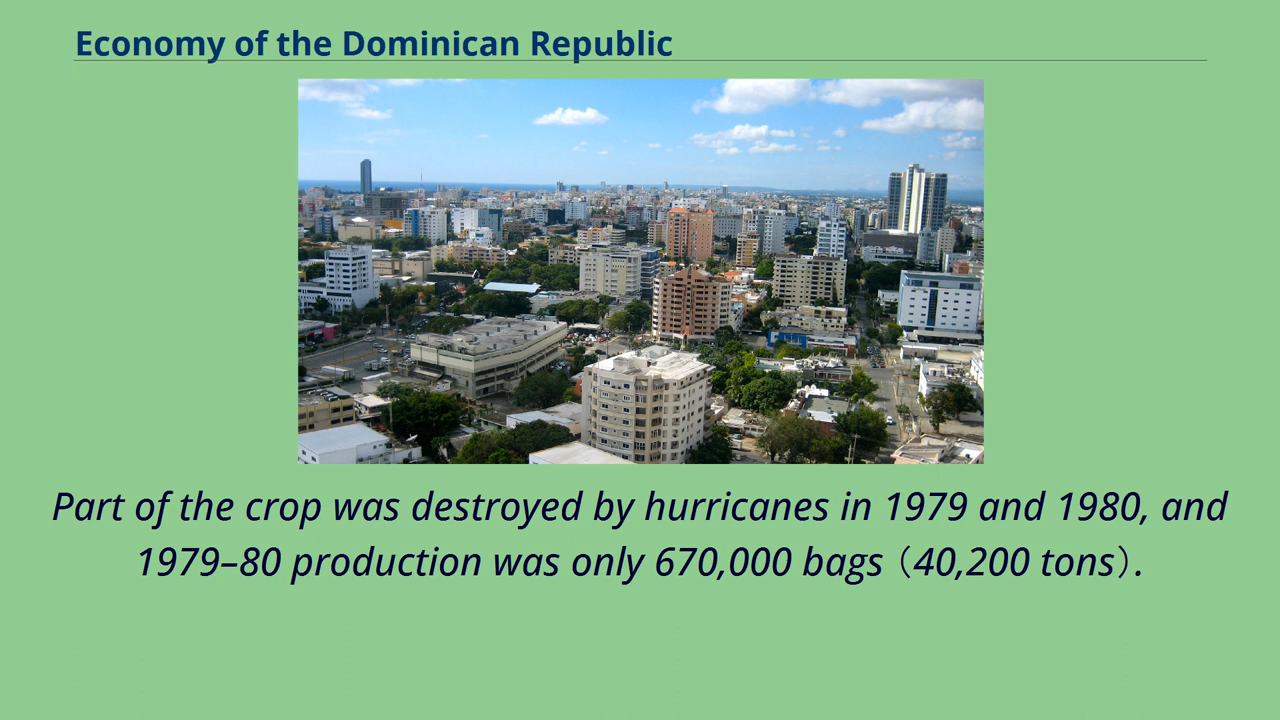 Economy of the Dominican Republic
Part of the crop was destroyed by hurricanes in 1979 and 1980, and
1979–80 production was only 670,000 bags（40,200 tons）.